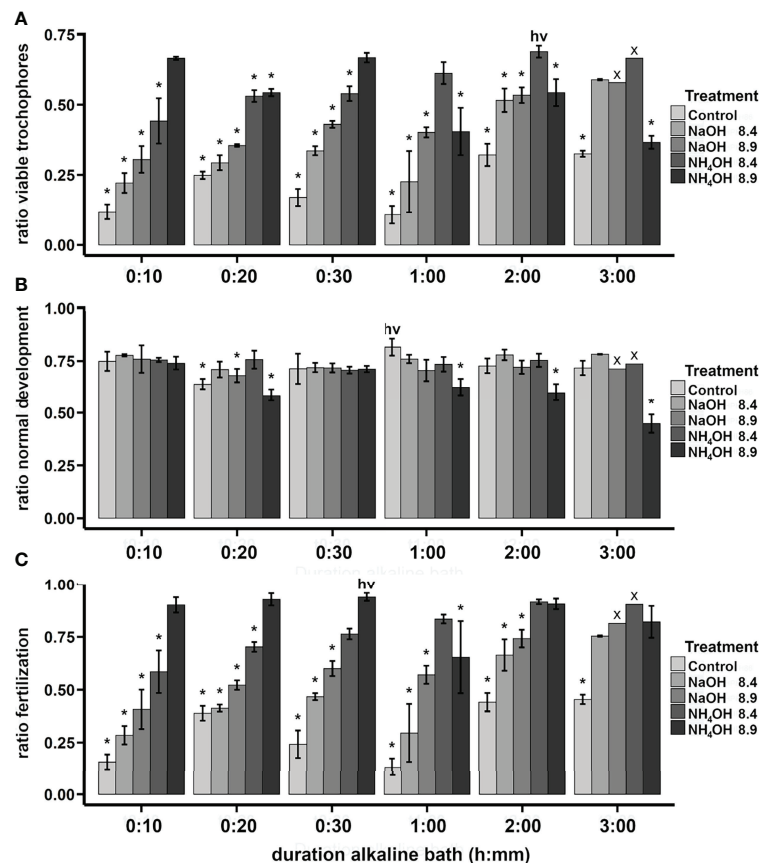 A
ratio viable trochophores
0.75
0.50
0.25
0.00
* * * *
* * * * *
* * * *
* * * *
* * * hv *
* X X *
0:10 0:20 0:30 1:00 2:00 3:00
Treatment
Control
NaOH 8.4
NaOH 8.9
NH₄OH 8.4
NH₄OH 8.9
B
ratio normal development
1.00
0.75
0.50
0.25
0.00
* * *
hv *
*
X X *
0:10 0:20 0:30 1:00 2:00 3:00
Treatment
Control
NaOH 8.4
NaOH 8.9
NH₄OH 8.4
NH₄OH 8.9
Duration alkaline bath
C
ratio fertilization
1.00
0.75
0.50
0.25
0.00
* * * *
* * * *
* * * hv
* * * *
* * *
* X X
0:10 0:20 0:30 1:00 2:00 3:00
duration alkaline bath (h:mm)
Treatment
Control
NaOH 8.4
NaOH 8.9
NH₄OH 8.4
NH₄OH 8.9